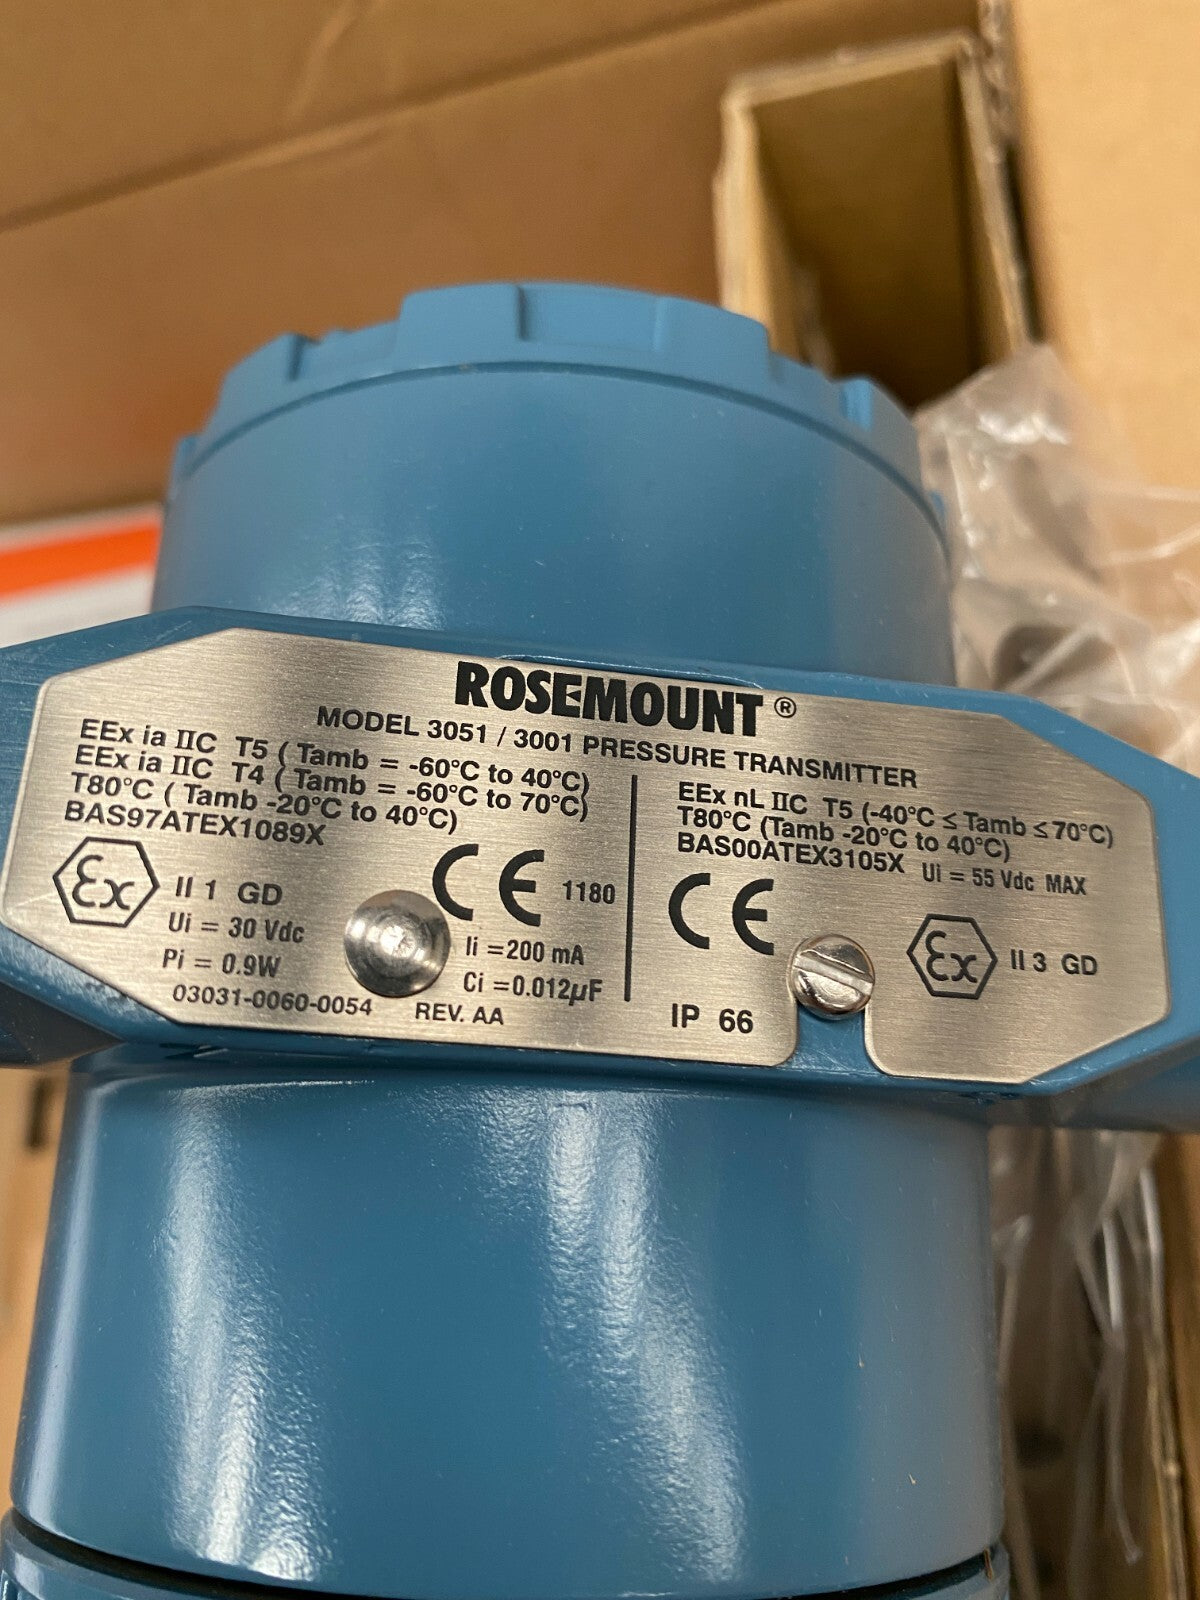 ROSEMOUNT ®
MODEL 3051 / 3001 PRESSURE TRANSMITTER
EEx ia IIC T5 ( Tamb = -60°C to 40°C)
EEx ia IIC T4 ( Tamb = -60°C to 70°C)
T80°C ( Tamb -20°C to 40°C)
BAS97ATEX1089X
Ex II 1 GD
CE 1180
Ui = 30 Vdc
Ii =200 mA
Pi = 0.9W
Ci =0.012µF
03031-0060-0054 REV. AA
EEx nL IIC T5 (-40°C ≤ Tamb ≤ 70°C)
T80°C (Tamb -20°C to 40°C)
BAS00ATEX3105X Ui = 55 Vdc MAX
CE
Ex II 3 GD
IP 66